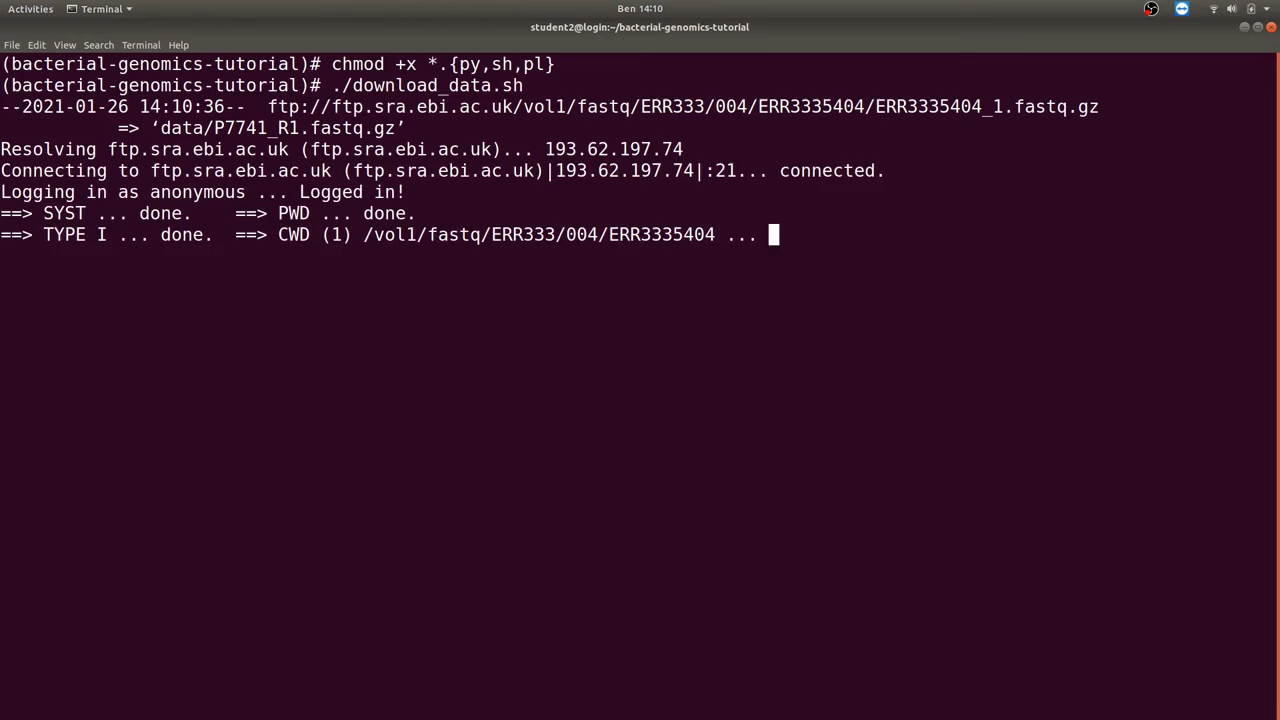 Activities Terminal Ben 14:10
student2@login:~/bacterial-genomics-tutorial
File Edit View Search Terminal Help
(bacterial-genomics-tutorial)# chmod +x *.{py,sh,pl}
(bacterial-genomics-tutorial)# ./download_data.sh
--2021-01-26 14:10:36--  ftp://ftp.sra.ebi.ac.uk/vol1/fastq/ERR333/004/ERR3335404/ERR3335404_1.fastq.gz
           => ‘data/P7741_R1.fastq.gz’
Resolving ftp.sra.ebi.ac.uk (ftp.sra.ebi.ac.uk)... 193.62.197.74
Connecting to ftp.sra.ebi.ac.uk (ftp.sra.ebi.ac.uk)|193.62.197.74|:21... connected.
Logging in as anonymous ... Logged in!
==> SYST ... done.    ==> PWD ... done.
==> TYPE I ... done.  ==> CWD (1) /vol1/fastq/ERR333/004/ERR3335404 ...